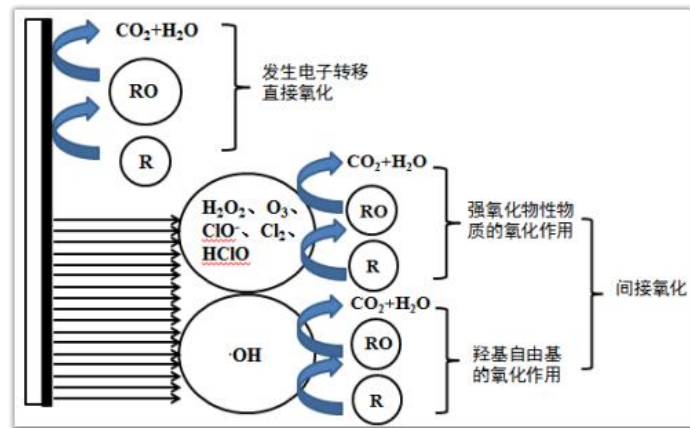 CO₂+H₂O
RO
R
发生电子转移
直接氧化
H₂O₂、O₃、
ClO⁻、Cl₂、
HClO
CO₂+H₂O
RO
R
强氧化物性物
质的氧化作用
·OH
CO₂+H₂O
RO
R
羟基自由基
的氧化作用
间接氧化